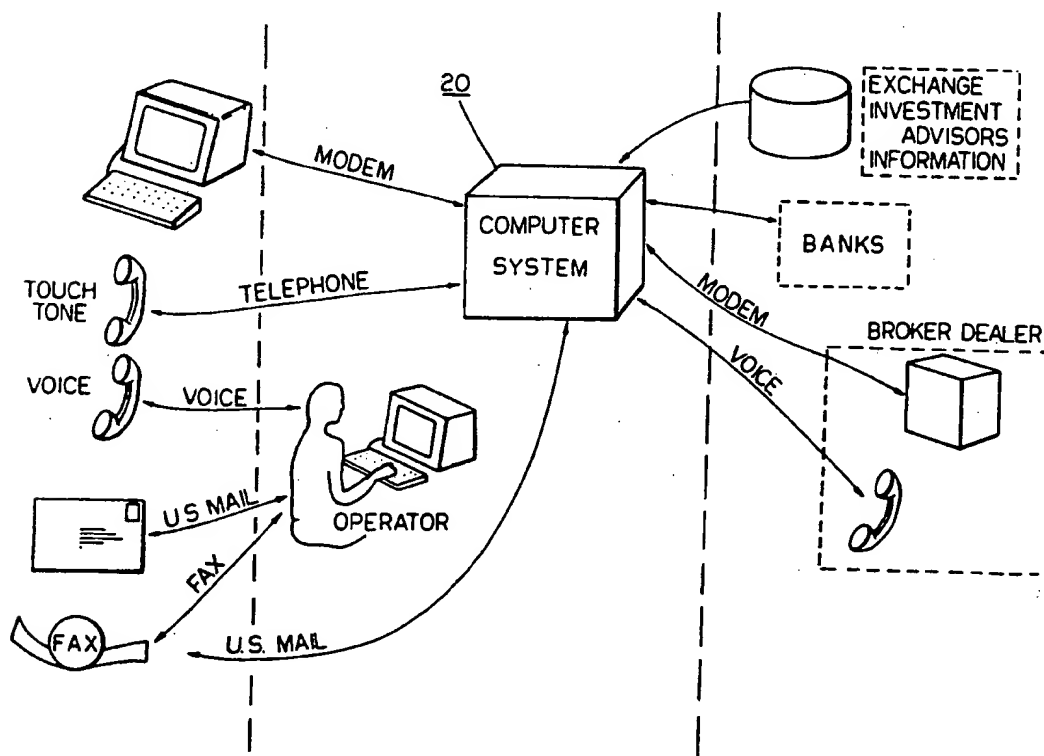 20
EXCHANGE
INVESTMENT
ADVISORS
INFORMATION
MODEM
COMPUTER
SYSTEM
BANKS
TOUCH
TONE
TELEPHONE
MODEM
BROKER DEALER
VOICE
VOICE
VOICE
US MAIL
OPERATOR
FAX
FAX
U.S. MAIL